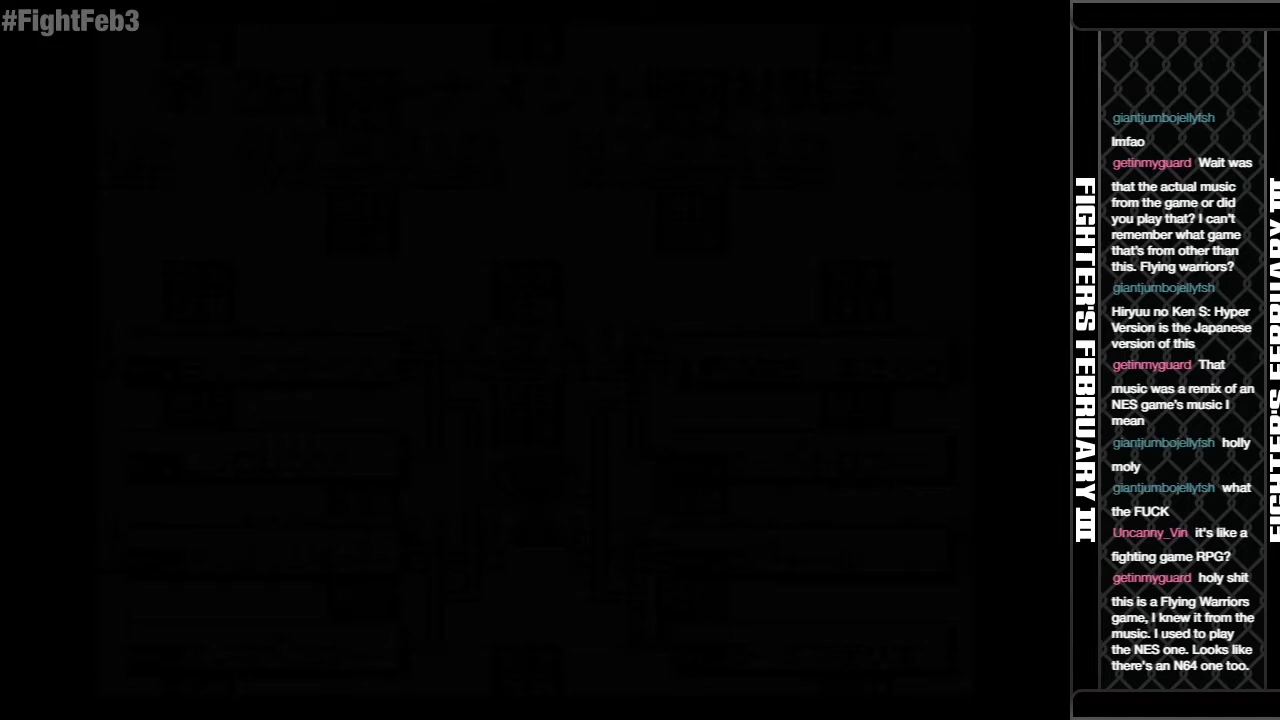 #FightFeb3
giantjumbojellyfsh
lmfao
getinmyguard Wait was
that the actual music
from the game or did
you play that? I can't
remember what game
that's from other than
this. Flying warriors?
giantjumbojellyfsh
Hiryuu no Ken S: Hyper
Version is the Japanese
version of this
getinmyguard That
music was a remix of an
NES game's music I
mean
giantjumbojellyfsh holly
moly
giantjumbojellyfsh what
the FUCK
Uncanny_Vin it's like a
fighting game RPG?
getinmyguard holy shit
this is a Flying Warriors
game, I knew it from the
music. I used to play
the NES one. Looks like
there's an N64 one too.
FIGHTER'S FEBRUARY III